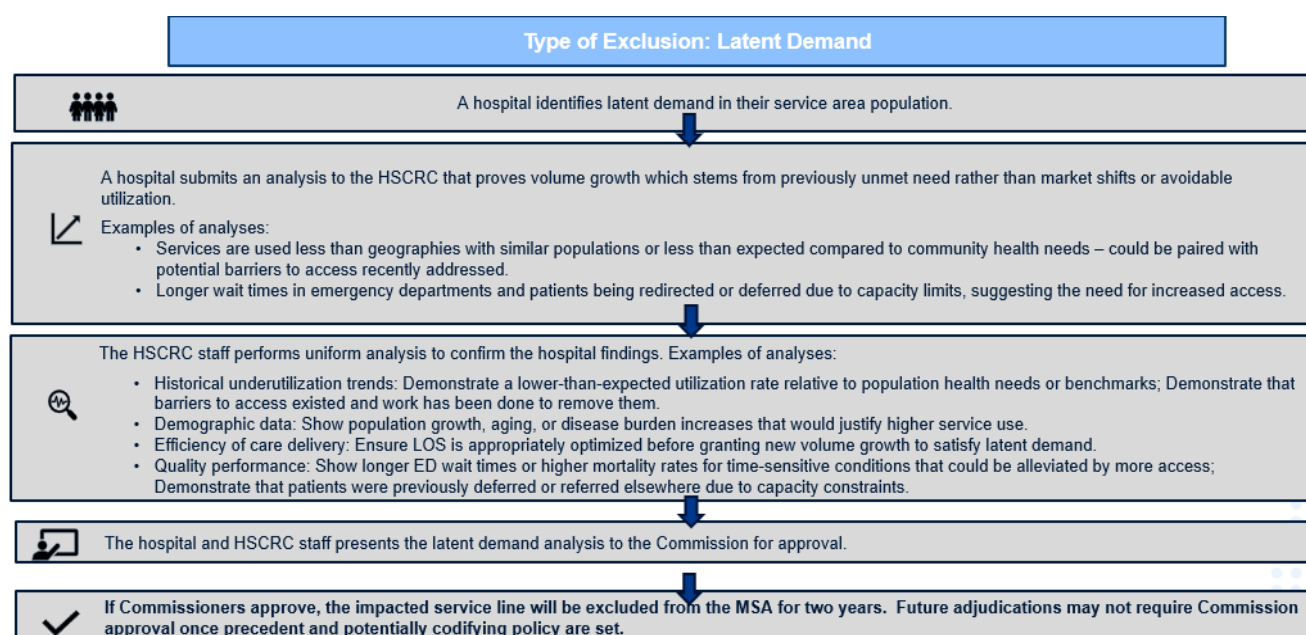 Type of Exclusion: Latent Demand
A hospital identifies latent demand in their service area population.
A hospital submits an analysis to the HSCRC that proves volume growth which stems from previously unmet need rather than market shifts or avoidable
utilization.
Examples of analyses:
• Services are used less than geographies with similar populations or less than expected compared to community health needs – could be paired with
potential barriers to access recently addressed.
• Longer wait times in emergency departments and patients being redirected or deferred due to capacity limits, suggesting the need for increased access.
The HSCRC staff performs uniform analysis to confirm the hospital findings. Examples of analyses:
• Historical underutilization trends: Demonstrate a lower-than-expected utilization rate relative to population health needs or benchmarks; Demonstrate that
barriers to access existed and work has been done to remove them.
• Demographic data: Show population growth, aging, or disease burden increases that would justify higher service use.
• Efficiency of care delivery: Ensure LOS is appropriately optimized before granting new volume growth to satisfy latent demand.
• Quality performance: Show longer ED wait times or higher mortality rates for time-sensitive conditions that could be alleviated by more access;
Demonstrate that patients were previously deferred or referred elsewhere due to capacity constraints.
The hospital and HSCRC staff presents the latent demand analysis to the Commission for approval.
If Commissioners approve, the impacted service line will be excluded from the MSA for two years. Future adjudications may not require Commission
approval once precedent and potentially codifying policy are set.